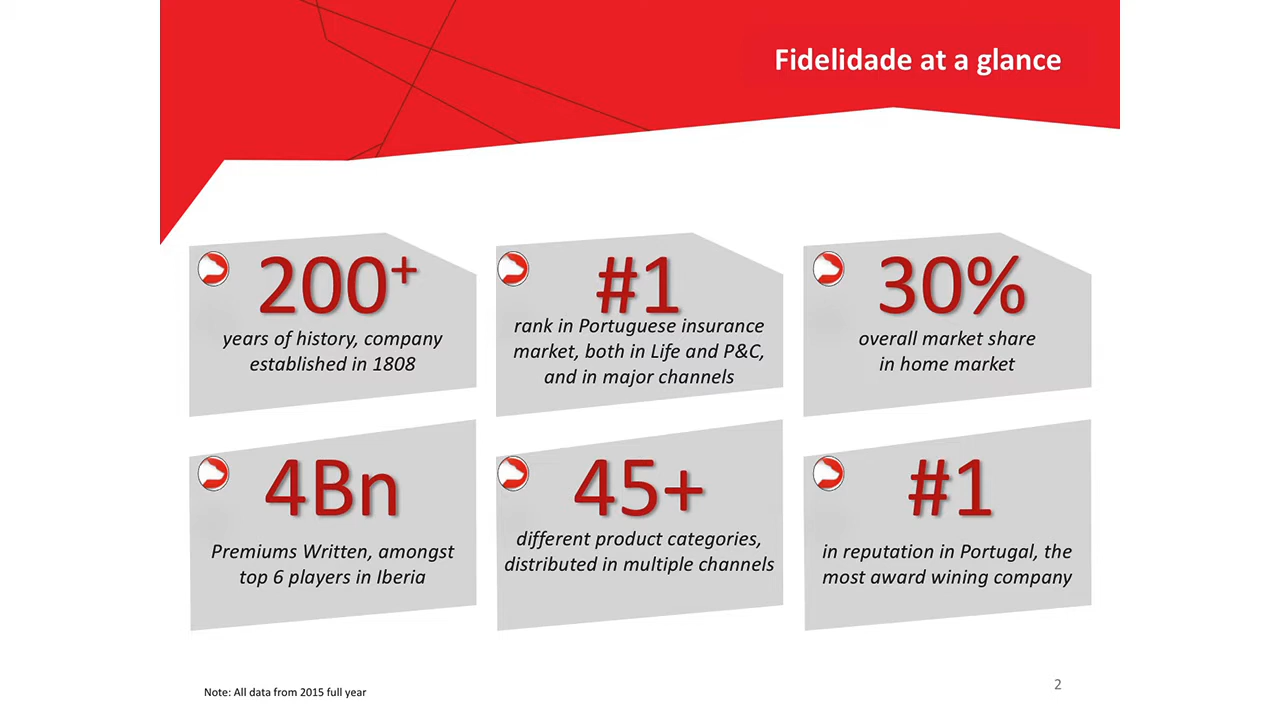 Fidelidade at a glance
200+
years of history, company
established in 1808
#1
rank in Portuguese insurance
market, both in Life and P&C,
and in major channels
30%
overall market share
in home market
4Bn
Premiums Written, amongst
top 6 players in Iberia
45+
different product categories,
distributed in multiple channels
#1
in reputation in Portugal, the
most award wining company
Note: All data from 2015 full year
2